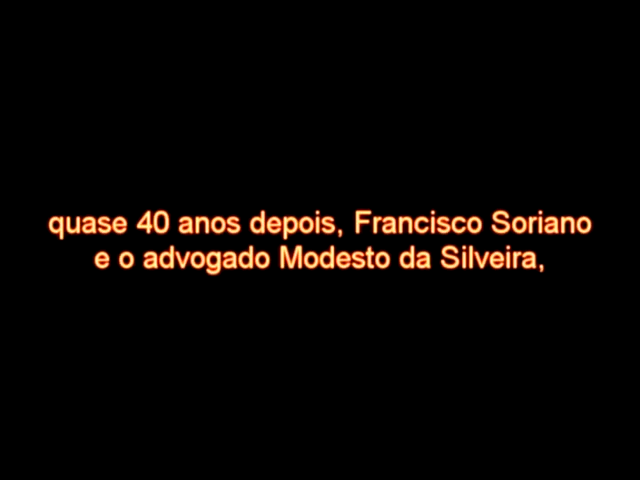 quase 40 anos depois, Francisco Soriano
e o advogado Modesto da Silveira,